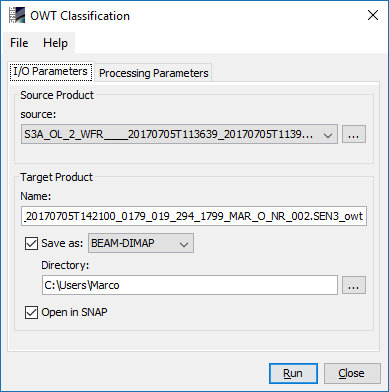 OWT Classification
File Help
I/O Parameters Processing Parameters
Source Product
source:
S3A_OL_2_WFR____20170705T113639_20170705T1139... ...
Target Product
Name:
_20170705T142100_0179_019_294_1799_MAR_O_NR_002.SEN3_owt
Save as: BEAM-DIMAP
Directory:
C:\Users\Marco ...
Open in SNAP
Run Close